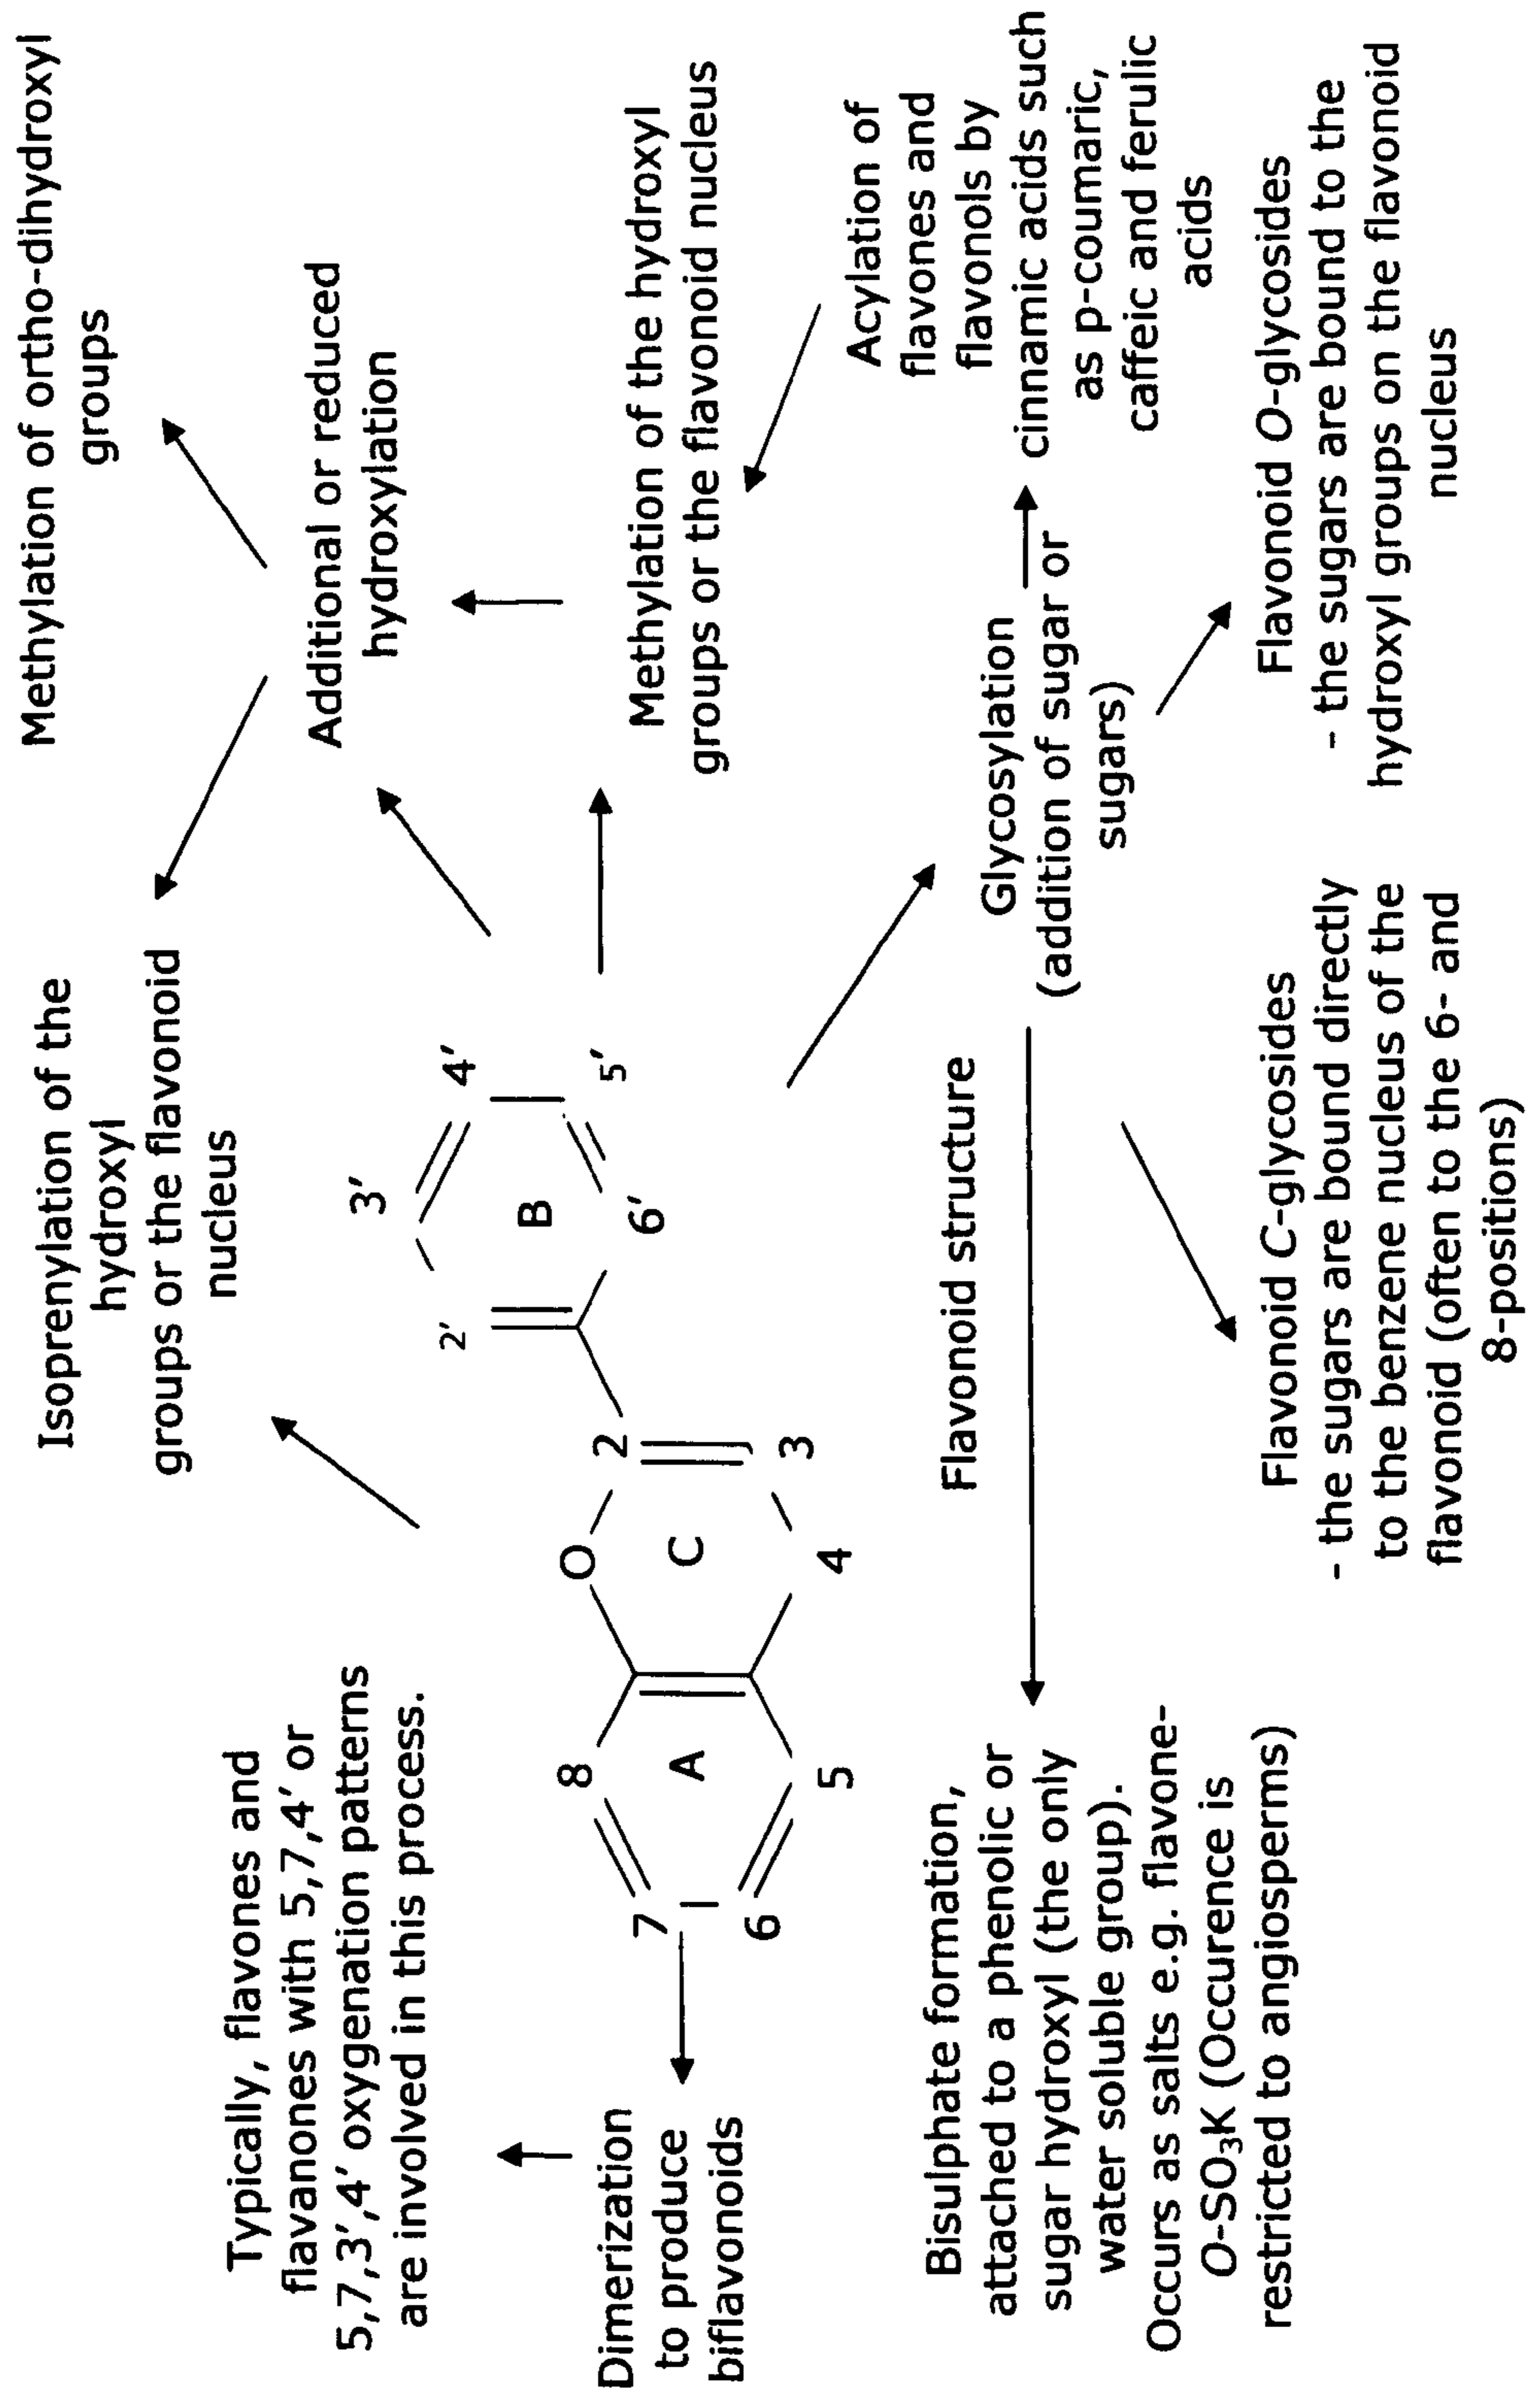 Isoprenylation of the
hydroxyl
groups or the flavonoid
nucleus
Methylation of ortho-dihydroxyl
groups
Typically, flavones and
flavanones with 5,7,4′ or
5,7,3′,4′ oxygenation patterns
are involved in this process.
Additional or reduced
hydroxylation
Dimerization
to produce
biflavonoids
8
7
6
5
A
O
C
2
3
4
2′
3′
4′
B
5′
6′
Methylation of the hydroxyl
groups or the flavonoid nucleus
Flavonoid structure
Acylation of
flavones and
flavonols by
cinnamic acids such
as p-coumaric,
caffeic and ferulic
acids
Glycosylation
(addition of sugar or
sugars)
Bisulphate formation,
attached to a phenolic or
sugar hydroxyl (the only
water soluble group).
Occurs as salts e.g. flavone-
O-SO₃K (Occurence is
restricted to angiosperms)
Flavonoid C-glycosides
- the sugars are bound directly
to the benzene nucleus of the
flavonoid (often to the 6- and
8-positions)
Flavonoid O-glycosides
- the sugars are bound to the
hydroxyl groups on the flavonoid
nucleus